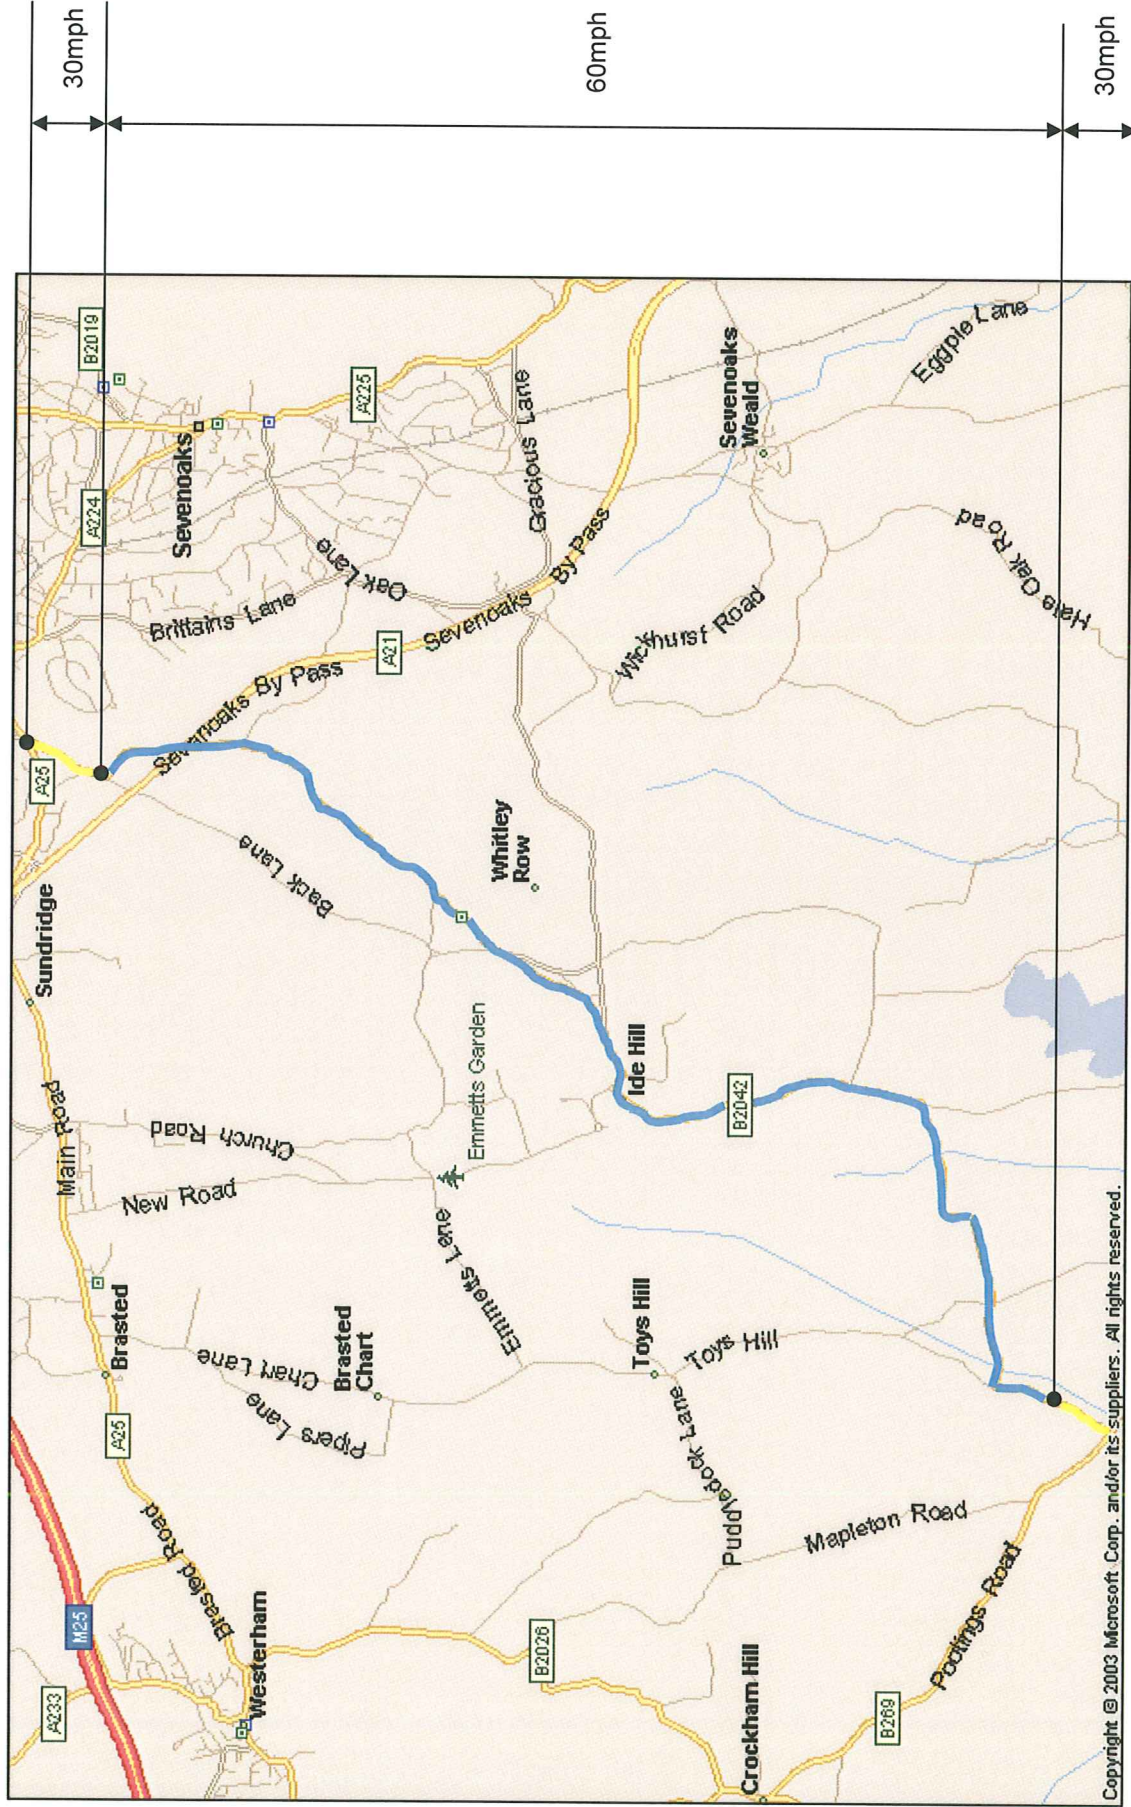 30mph
60mph
30mph
A25
B2019
A224
Sevenoaks
A225
Brittains Lane
Oak Lane
Gracious Lane
Sevenoaks By Pass
A21
Sevenoaks By Pass
Sevenoaks
Weald
Eggpie Lane
Wickhurst Road
Hale Oak Road
Sundridge
Back Lane
Whitley
Row
Main Road
Church Road
New Road
Emmetts Garden
Ide Hill
B2042
Brasted
Chart Lane
Pipers Lane
Brasted
Chart
Emmetts Lane
Toys Hill
Toys Hill
Puddledock Lane
Mapleton Road
A25
Brasted Road
M25
A233
Westerham
B2026
Crockham Hill
B269
Pootings Road
Copyright © 2003 Microsoft Corp. and/or its suppliers. All rights reserved.